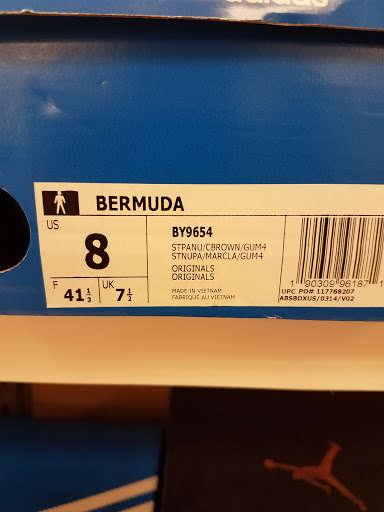 BERMUDA
US
8
F 41 1/3
UK 7 1/2
BY9654
STPANU/CBROWN/GUM4
STNUPA/MARCLA/GUM4
ORIGINALS
ORIGINALS
MADE IN VIETNAM
FABRIQUÉ AU VIETNAM
1 90309 96187 1
UPC PO# 117768207
ABSBOXUS/0314/V02